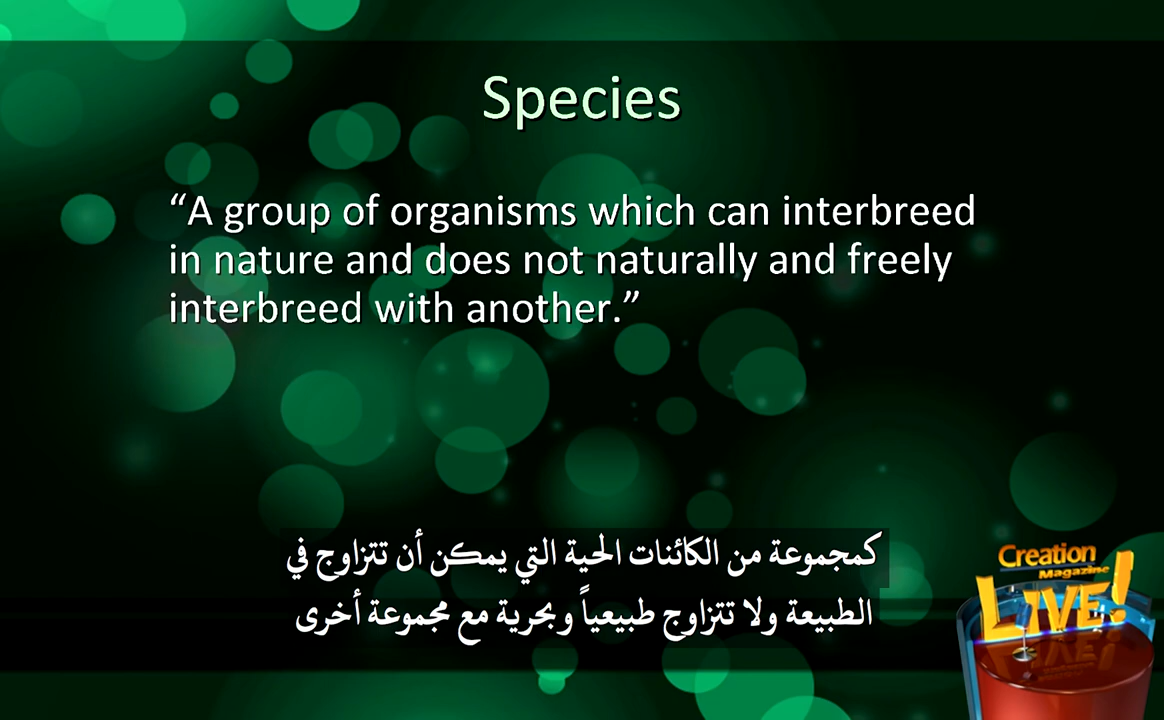 Species
“A group of organisms which can interbreed
in nature and does not naturally and freely
interbreed with another.”
كمجموعة من الكائنات الحية التي يمكن أن تتزاوج في
الطبيعة ولا تتزاوج طبيعياً وبحرية مع مجموعة أخرى
Creation
Magazine
LIVE!